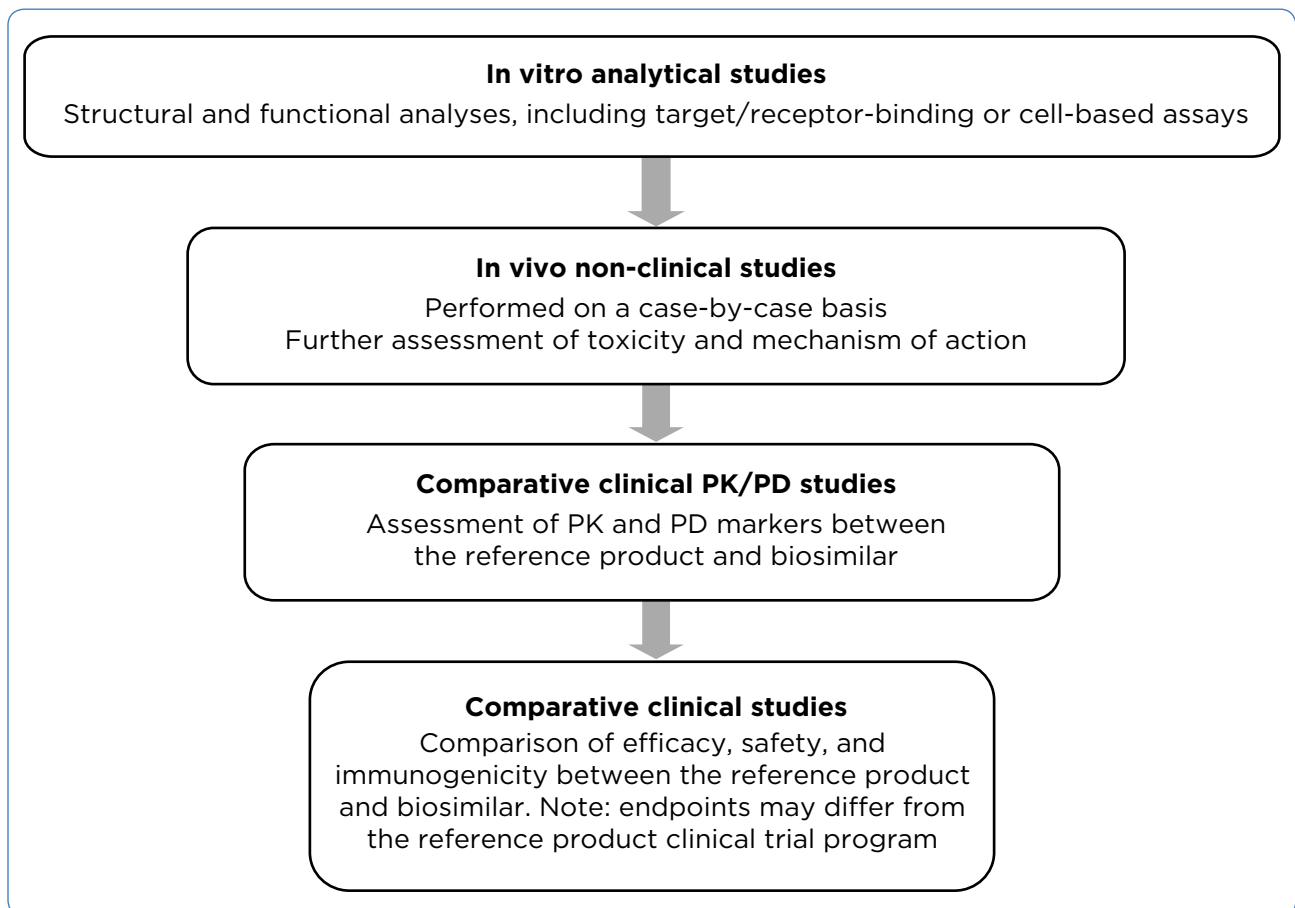 In vitro analytical studies
Structural and functional analyses, including target/receptor-binding or cell-based assays
In vivo non-clinical studies
Performed on a case-by-case basis
Further assessment of toxicity and mechanism of action
Comparative clinical PK/PD studies
Assessment of PK and PD markers between
the reference product and biosimilar
Comparative clinical studies
Comparison of efficacy, safety, and
immunogenicity between the reference product
and biosimilar. Note: endpoints may differ from
the reference product clinical trial program